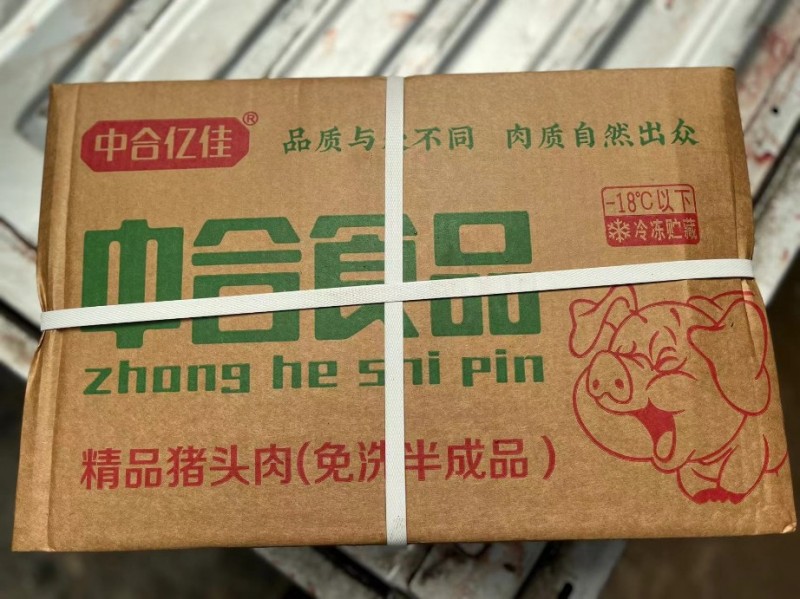 中合亿佳®
品质与 不同 肉质自然出众
-18℃以下
冷冻贮藏
中合食品
zhong he shi pin
精品猪头肉(免洗半成品)